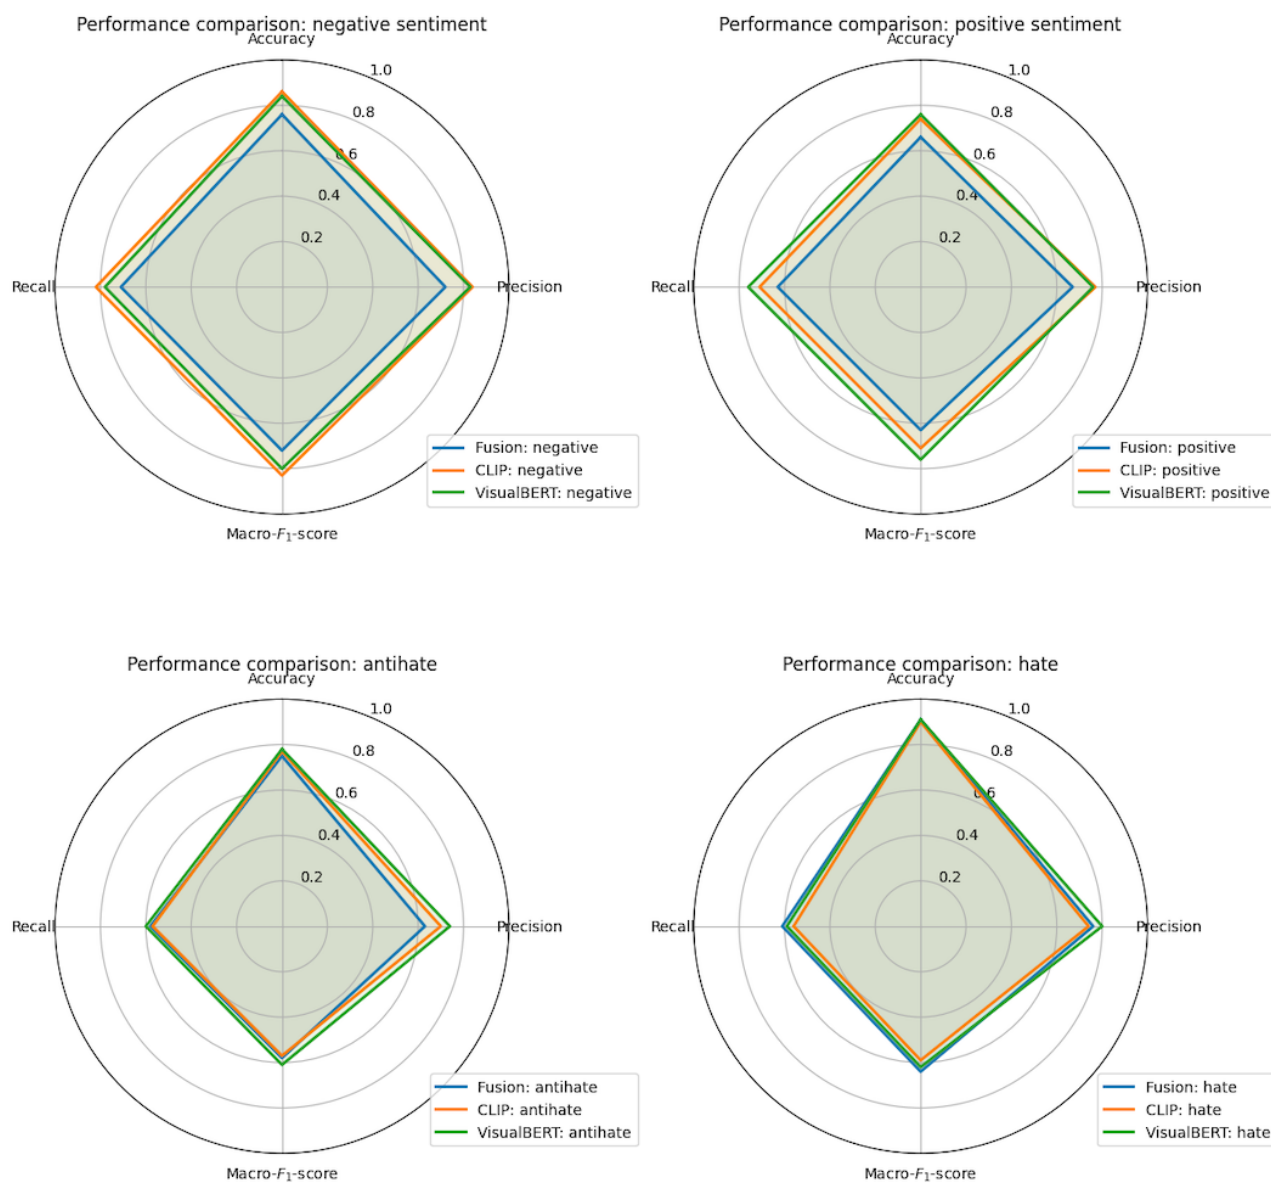 Performance comparison: negative sentiment
Accuracy
1.0
0.8
0.6
0.4
0.2
Recall
Precision
Fusion: negative
CLIP: negative
VisualBERT: negative
Macro-F₁-score
Performance comparison: positive sentiment
Accuracy
1.0
0.8
0.6
0.4
0.2
Recall
Precision
Fusion: positive
CLIP: positive
VisualBERT: positive
Macro-F₁-score
Performance comparison: antihate
Accuracy
1.0
0.8
0.6
0.4
0.2
Recall
Precision
Fusion: antihate
CLIP: antihate
VisualBERT: antihate
Macro-F₁-score
Performance comparison: hate
Accuracy
1.0
0.8
0.6
0.4
0.2
Recall
Precision
Fusion: hate
CLIP: hate
VisualBERT: hate
Macro-F₁-score